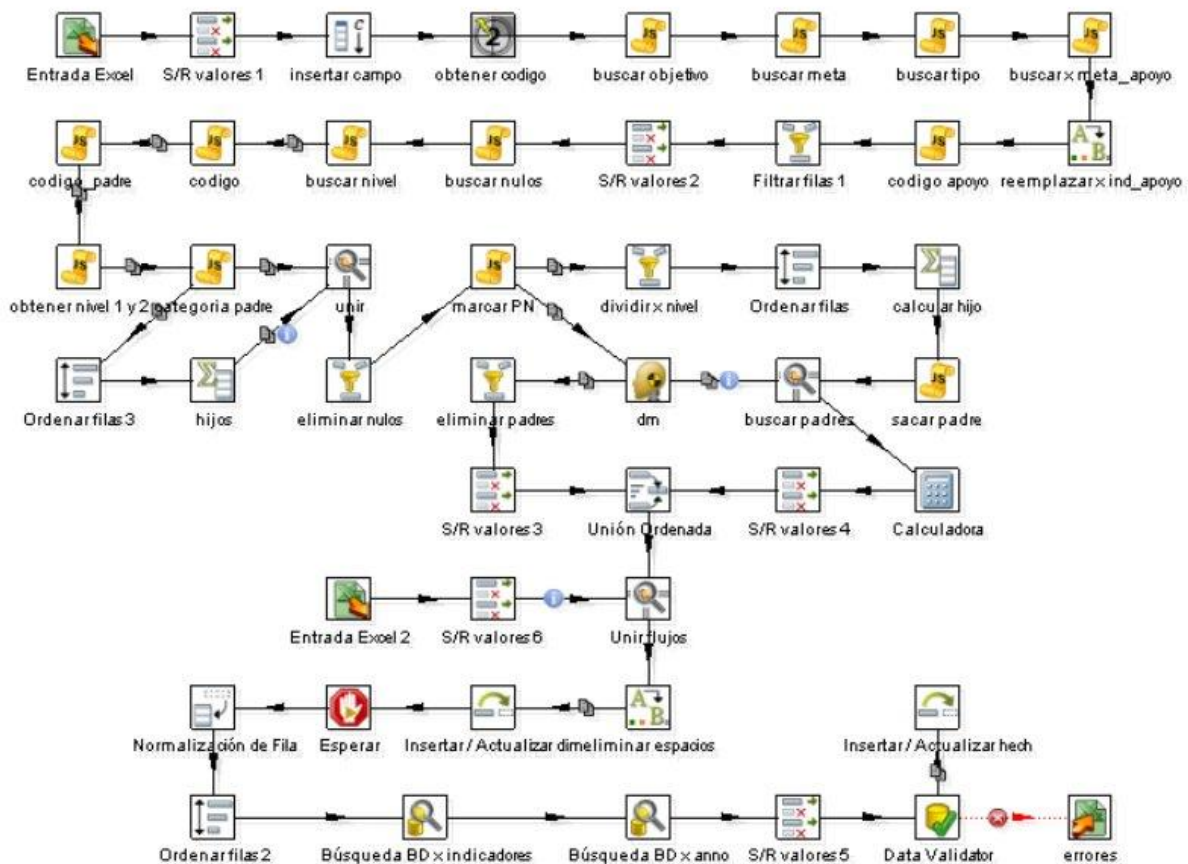 Entrada Excel S/R valores 1 insertar campo obtener codigo buscar objetivo buscar meta buscar tipo buscar x meta_apoyo
codigo_padre codigo buscar nivel buscar nulos S/R valores 2 Filtrar filas 1 codigo apoyo reemplazar x ind_apoyo
obtener nivel 1 y 2 categoria padre unir marcar PN dividir x nivel Ordenar filas calcular hijo
Ordenar filas 3 hijos eliminar nulos eliminar padres dm buscar padres sacar padre
S/R valores 3 Unión Ordenada S/R valores 4 Calculadora
Entrada Excel 2 S/R valores 6 Unir flujos
Normalización de Fila Esperar Insertar / Actualizar dim eliminar espacios Insertar / Actualizar hech
Ordenar filas 2 Búsqueda BD x indicadores Búsqueda BD x anno S/R valores 5 Data Validator errores